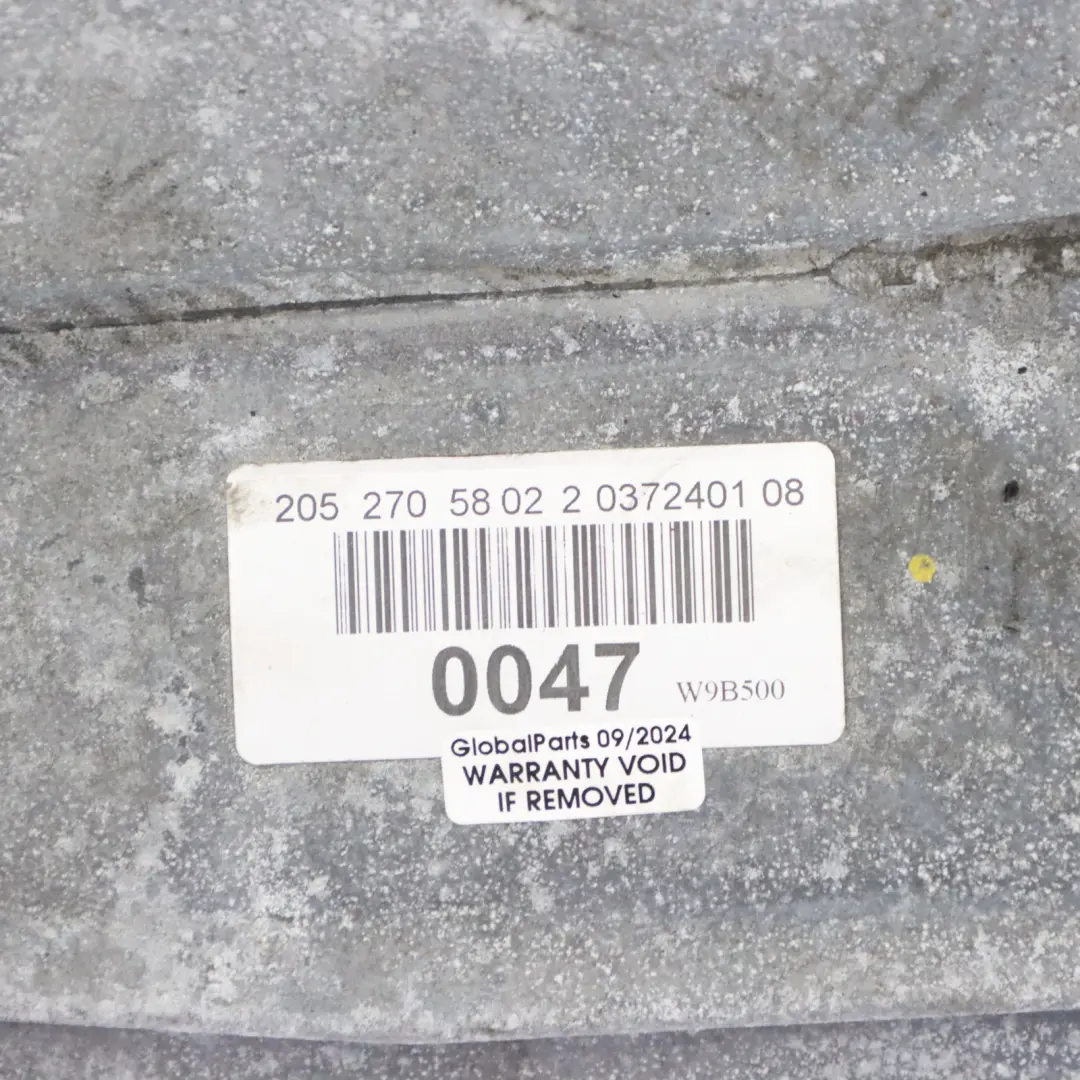 205 270 58 02 2 0372401 08
0047
W9B500
GlobalParts 09/2024
WARRANTY VOID
IF REMOVED